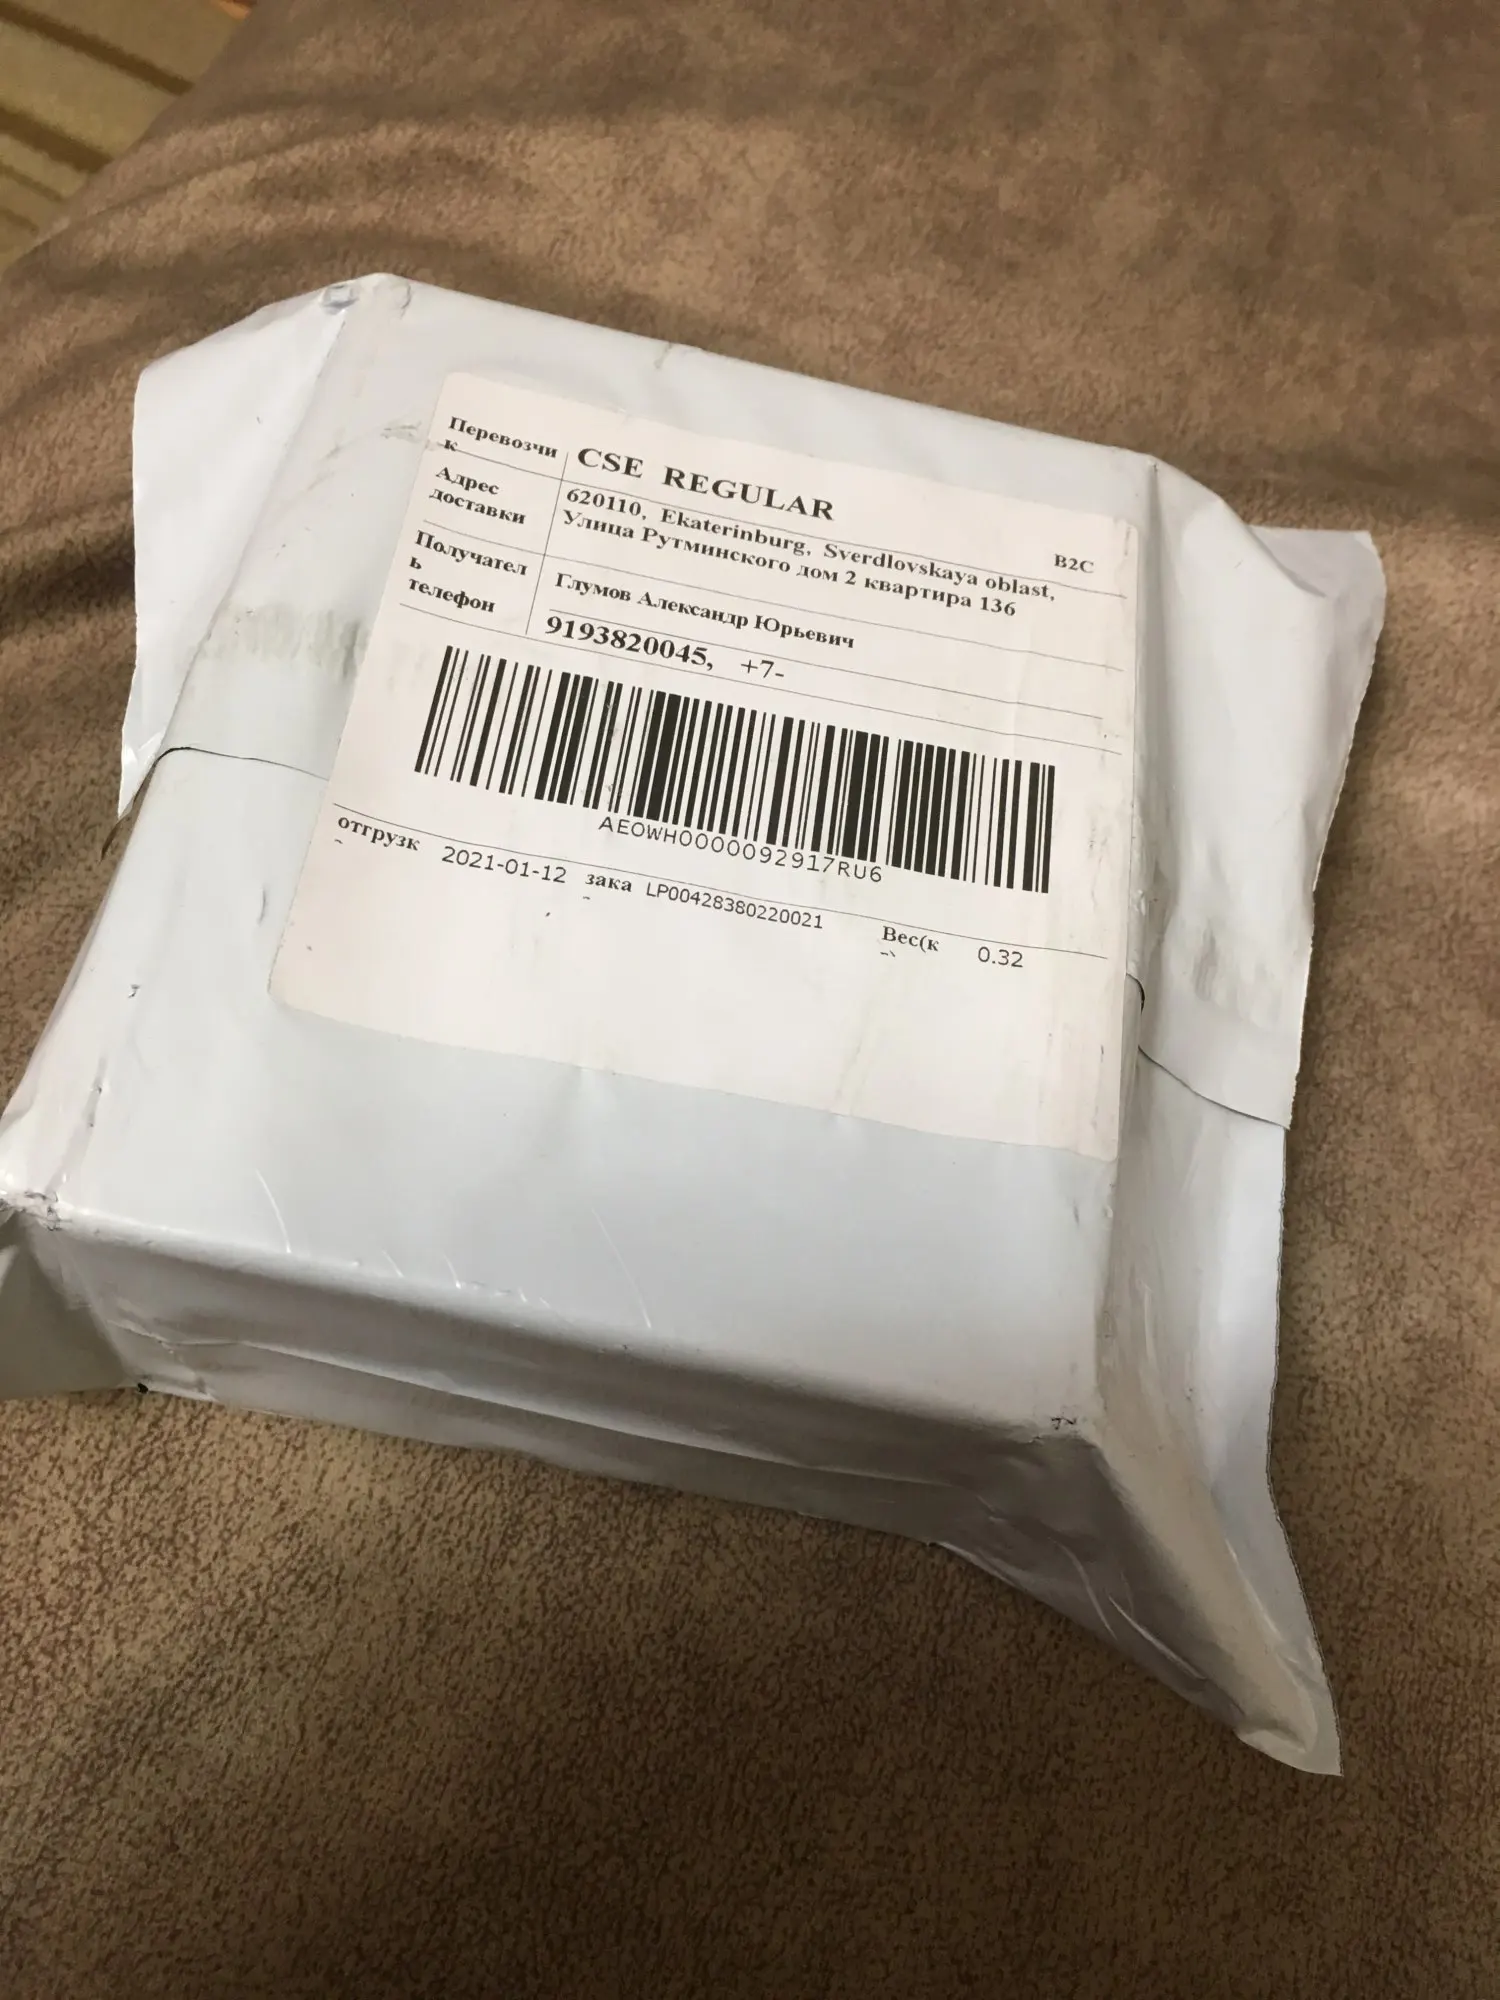 Перевозчи
к
CSE REGULAR
B2C
Адрес
доставки
620110, Ekaterinburg, Sverdlovskaya oblast,
Улица Рутминского дом 2 квартира 136
Получател
ь
Глумов Александр Юрьевич
телефон
9193820045, +7-
AEOWH0000092917RU6
отгрузк 2021-01-12 зака LP00428380220021 Вес(к 0.32